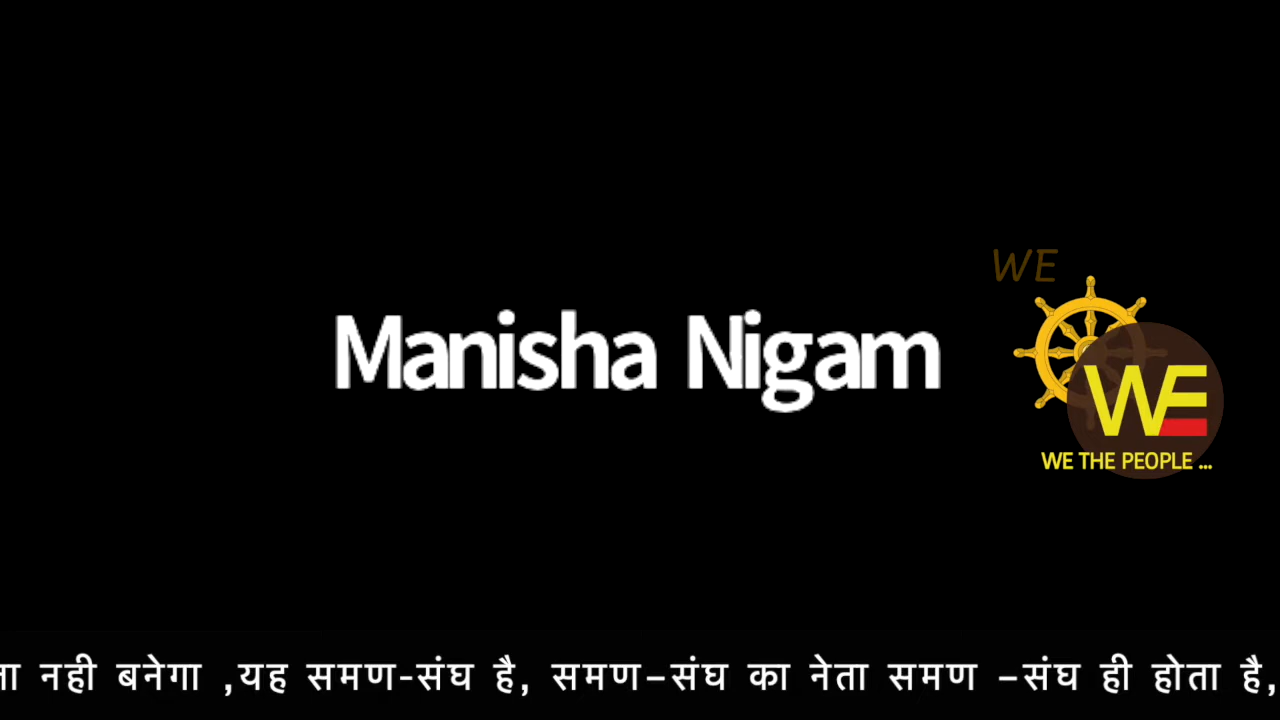 WE
Manisha Nigam
WE
WE THE PEOPLE ...
नही बनेगा ,यह समण-संघ है, समण–संघ का नेता समण –संघ ही होता है,